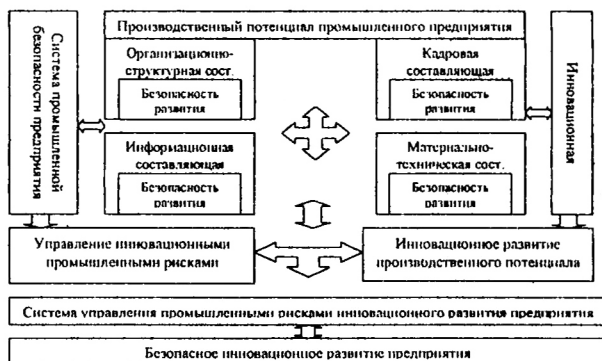 Производственный потенциал промышленного предприятия
Система промышленной
безопасности предприятия
Организационно-
структурная сост.
Безопасность
развития
Кадровая
составляющая
Безопасность
развития
Инновационная
Информационная
составляющая
Безопасность
развития
Материально-
техническая сост.
Безопасность
развития
Управление инновационными
промышленными рисками
Инновационное развитие
производственного потенциала
Система управления промышленными рисками инновационного развития предприятия
Безопасное инновационное развитие предприятия